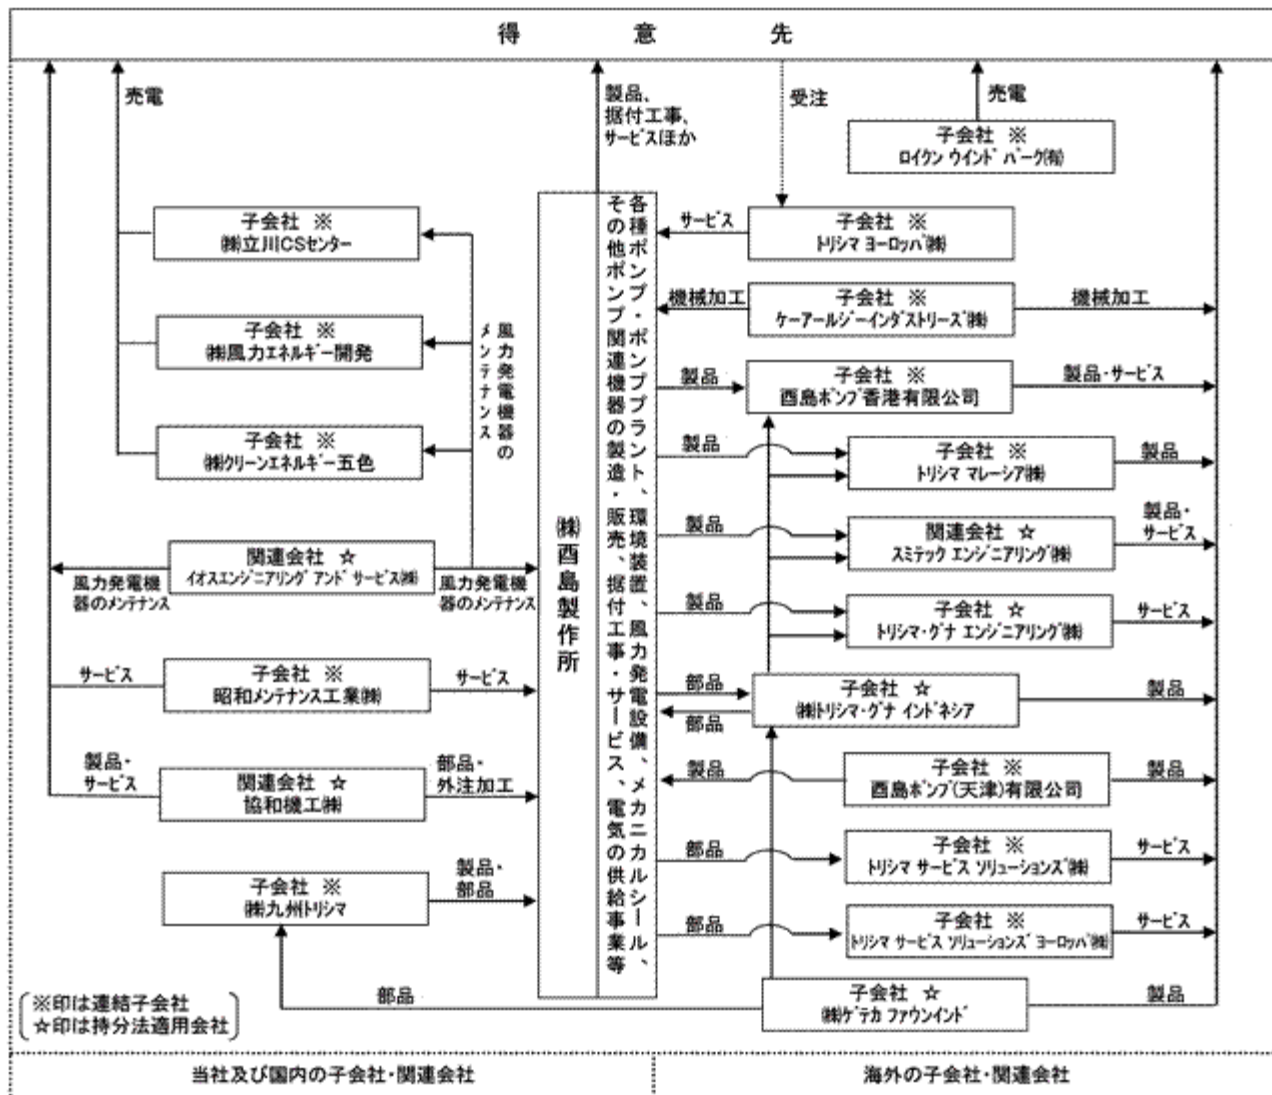 得意先
売電
製品、
据付工事、
サービスほか
受注
売電
子会社 ※
ロイクン ウインド パーク㈲
子会社 ※
㈱立川CSセンター
子会社 ※
㈱風力エネルギー開発
子会社 ※
㈱クリーンエネルギー五色
風力発電機器の
メンテナンス
関連会社 ☆
イオスエンジニアリング アンド サービス㈱
風力発電機
器のメンテナンス
風力発電機
器のメンテナンス
サービス
子会社 ※
昭和メンテナンス工業㈱
サービス
製品・
サービス
関連会社 ☆
協和機工㈱
部品・
外注加工
子会社 ※
㈱九州トリシマ
製品・
部品
部品
㈱酉島製作所
各種ポンプ・ポンププラント、環境装置、風力発電設備、メカニカルシール、
その他ポンプ関連機器の製造・販売、据付工事・サービス、電気の供給事業等
サービス
子会社 ※
トリシマ ヨーロッパ㈱
機械加工
子会社 ※
ケーアールジーインダストリーズ㈱
機械加工
製品
子会社 ※
酉島ポンプ香港有限公司
製品・サービス
製品
子会社 ※
トリシマ マレーシア㈱
製品
製品
関連会社 ☆
スミテック エンジニアリング㈱
製品・
サービス
製品
子会社 ☆
トリシマ・グナ エンジニアリング㈱
サービス
部品
部品
子会社 ☆
㈱トリシマ・グナ インドネシア
製品
製品
子会社 ※
酉島ポンプ(天津)有限公司
製品
部品
子会社 ※
トリシマ サービス ソリューションズ㈱
サービス
部品
子会社 ※
トリシマ サービス ソリューションズ ヨーロッパ㈱
サービス
子会社 ☆
㈱ゲテカ ファウンインド
製品
※印は連結子会社
☆印は持分法適用会社
当社及び国内の子会社・関連会社
海外の子会社・関連会社